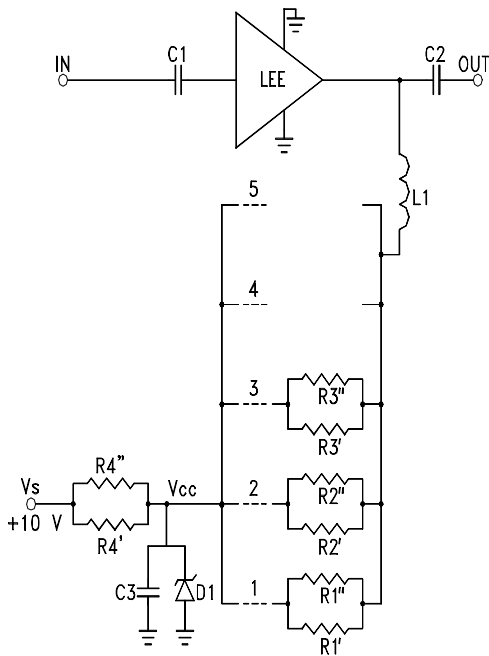 IN
C1
LEE
C2
OUT
L1
5
4
3
R3"
R3'
R4"
Vs
Vcc
2
R2"
+10 V
R4'
R2'
C3
D1
1
R1"
R1'